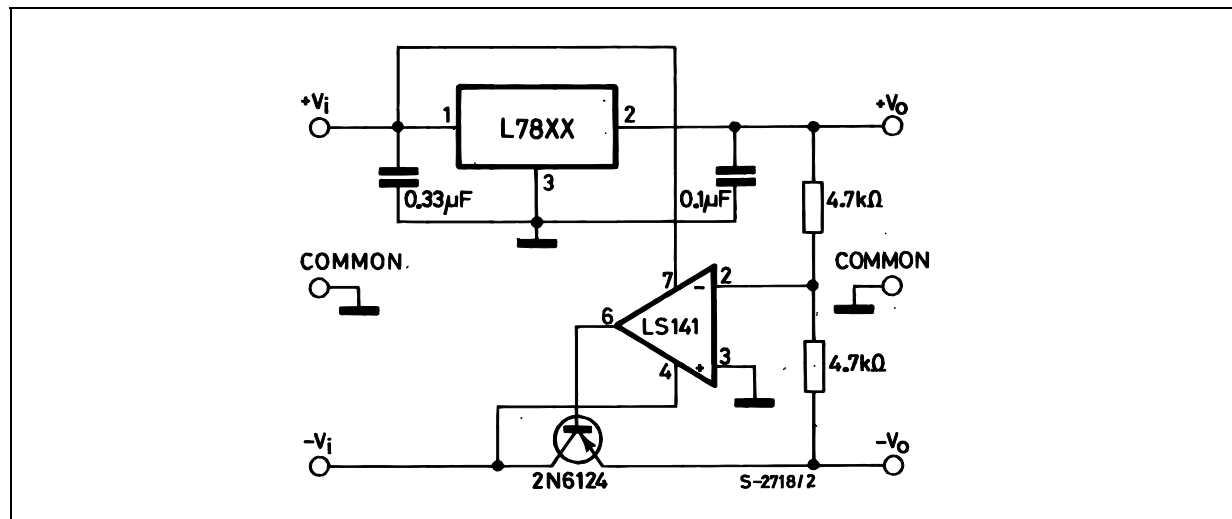 +Vi
1
L78XX
2
+Vo
3
0.33µF
0.1µF
4.7kΩ
COMMON
COMMON
7
2
-
6
LS141
3
+
4
4.7kΩ
-Vi
-Vo
2N6124
S-2718/2